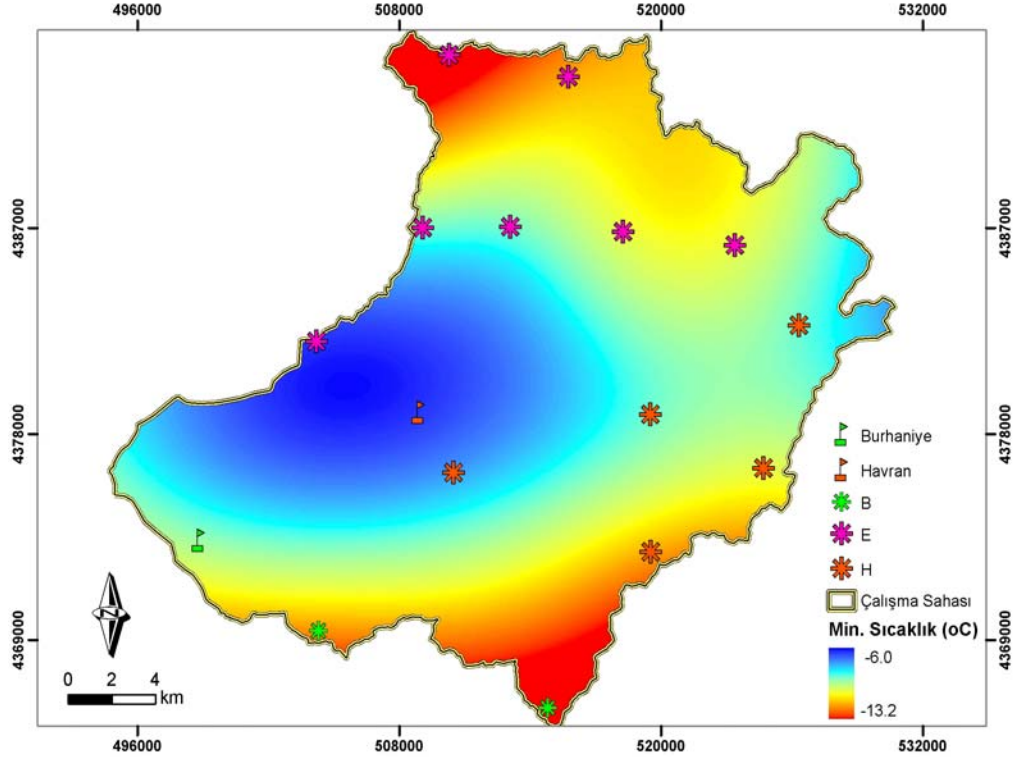 496000 508000 520000 532000
4387000 4387000
4378000 4378000
4369000 4369000
Burhaniye
Havran
B
E
H
Çalışma Sahası
Min. Sıcaklık (oC)
-6.0
-13.2
N
0 2 4
km
496000 508000 520000 532000